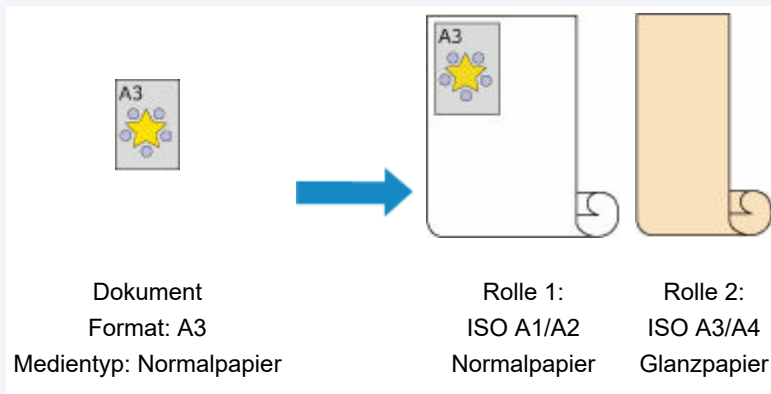 A3
A3
Dokument
Format: A3
Medientyp: Normalpapier
Rolle 1:
ISO A1/A2
Normalpapier
Rolle 2:
ISO A3/A4
Glanzpapier